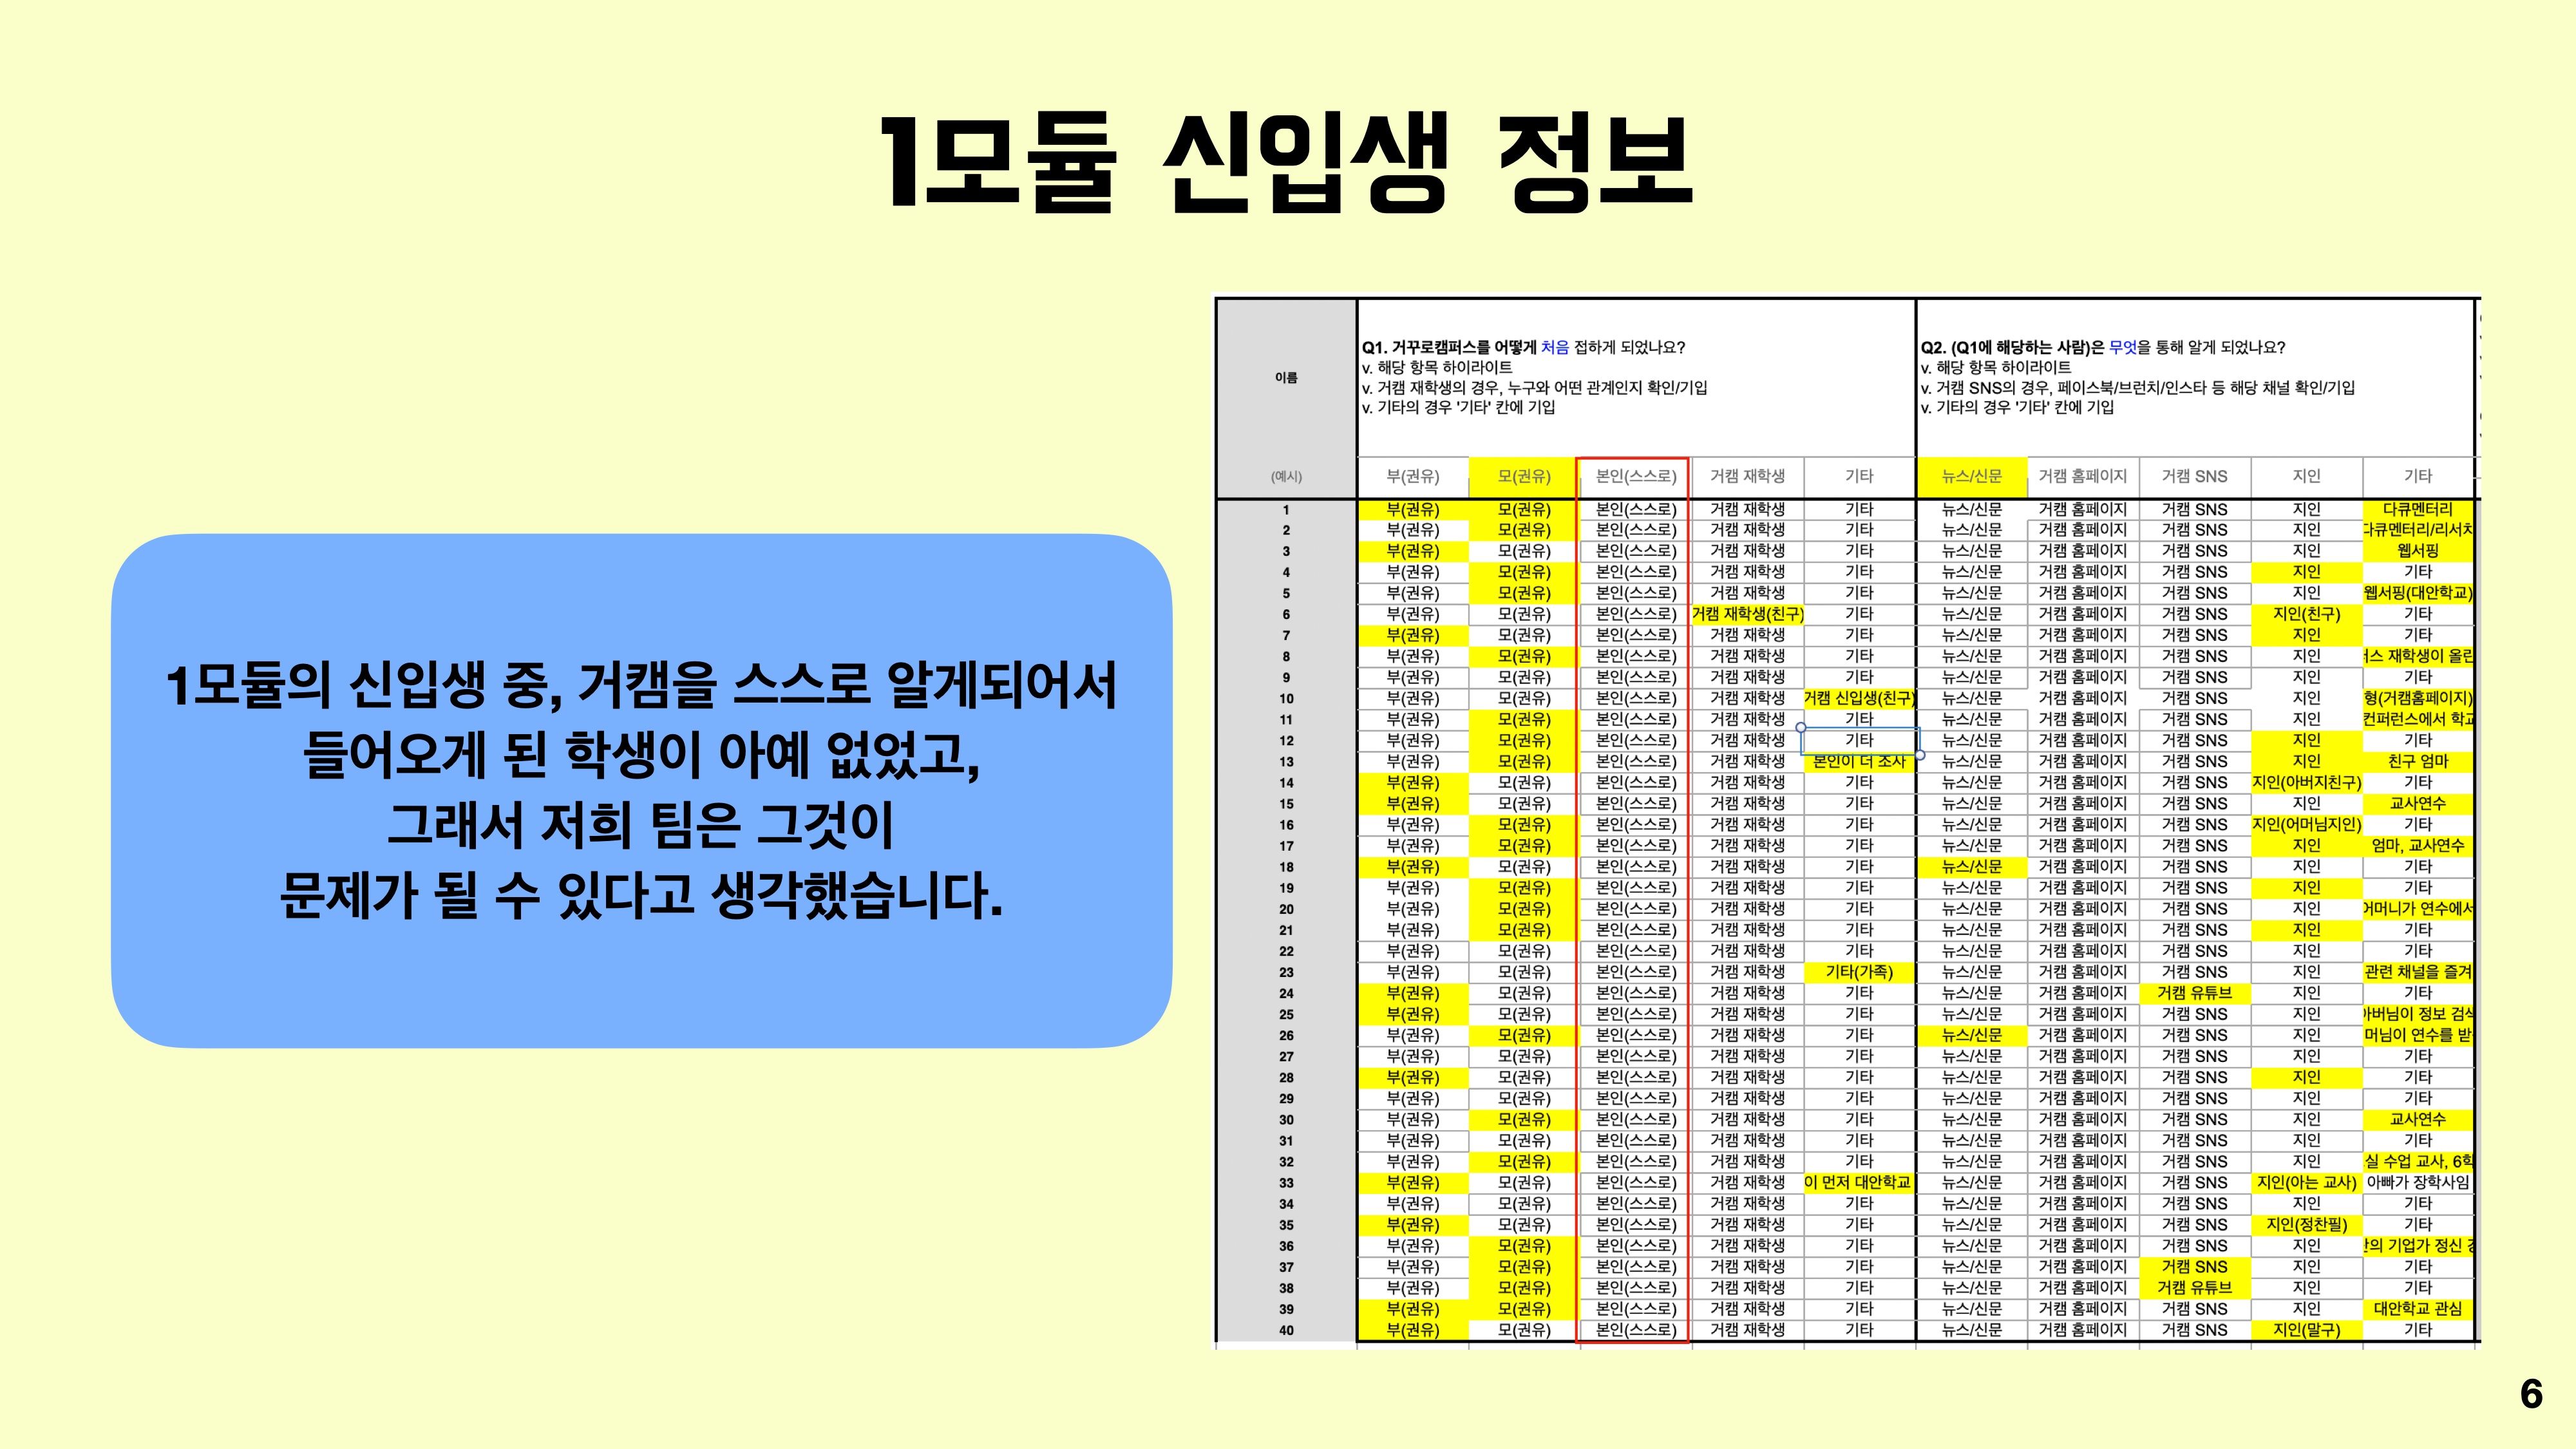 1모듈 신입생 정보
1모듈의 신입생 중, 거캠을 스스로 알게되어서
들어오게 된 학생이 아예 없었고,
그래서 저희 팀은 그것이
문제가 될 수 있다고 생각했습니다.
이름
Q1. 거꾸로캠퍼스를 어떻게 처음 접하게 되었나요?
v. 해당 항목 하이라이트
v. 거캠 재학생의 경우, 누구와 어떤 관계인지 확인/기입
v. 기타의 경우 '기타' 칸에 기입
Q2. (Q1에 해당하는 사람)은 무엇을 통해 알게 되었나요?
v. 해당 항목 하이라이트
v. 거캠 SNS의 경우, 페이스북/브런치/인스타 등 해당 채널 확인/기입
v. 기타의 경우 '기타' 칸에 기입
(예시) 부(권유) 모(권유) 본인(스스로) 거캠 재학생 기타 뉴스/신문 거캠 홈페이지 거캠 SNS 지인 기타
1 부(권유) 모(권유) 본인(스스로) 거캠 재학생 기타 뉴스/신문 거캠 홈페이지 거캠 SNS 지인 다큐멘터리
2 부(권유) 모(권유) 본인(스스로) 거캠 재학생 기타 뉴스/신문 거캠 홈페이지 거캠 SNS 지인 다큐멘터리/리서치
3 부(권유) 모(권유) 본인(스스로) 거캠 재학생 기타 뉴스/신문 거캠 홈페이지 거캠 SNS 지인 웹서핑
4 부(권유) 모(권유) 본인(스스로) 거캠 재학생 기타 뉴스/신문 거캠 홈페이지 거캠 SNS 지인 기타
5 부(권유) 모(권유) 본인(스스로) 거캠 재학생 기타 뉴스/신문 거캠 홈페이지 거캠 SNS 지인 웹서핑(대안학교)
6 부(권유) 모(권유) 본인(스스로) 거캠 재학생(친구) 기타 뉴스/신문 거캠 홈페이지 거캠 SNS 지인(친구) 기타
7 부(권유) 모(권유) 본인(스스로) 거캠 재학생 기타 뉴스/신문 거캠 홈페이지 거캠 SNS 지인 기타
8 부(권유) 모(권유) 본인(스스로) 거캠 재학생 기타 뉴스/신문 거캠 홈페이지 거캠 SNS 지인 재학생이 올린
9 부(권유) 모(권유) 본인(스스로) 거캠 재학생 기타 뉴스/신문 거캠 홈페이지 거캠 SNS 지인 기타
10 부(권유) 모(권유) 본인(스스로) 거캠 재학생 거캠 신입생(친구) 뉴스/신문 거캠 홈페이지 거캠 SNS 지인 형(거캠홈페이지)
11 부(권유) 모(권유) 본인(스스로) 거캠 재학생 기타 뉴스/신문 거캠 홈페이지 거캠 SNS 지인 컨퍼런스에서 학교
12 부(권유) 모(권유) 본인(스스로) 거캠 재학생 기타 뉴스/신문 거캠 홈페이지 거캠 SNS 지인 기타
13 부(권유) 모(권유) 본인(스스로) 거캠 재학생 본인이 더 조사 뉴스/신문 거캠 홈페이지 거캠 SNS 지인 친구 엄마
14 부(권유) 모(권유) 본인(스스로) 거캠 재학생 기타 뉴스/신문 거캠 홈페이지 거캠 SNS 지인(아버지친구) 기타
15 부(권유) 모(권유) 본인(스스로) 거캠 재학생 기타 뉴스/신문 거캠 홈페이지 거캠 SNS 지인 교사연수
16 부(권유) 모(권유) 본인(스스로) 거캠 재학생 기타 뉴스/신문 거캠 홈페이지 거캠 SNS 지인(어머님지인) 기타
17 부(권유) 모(권유) 본인(스스로) 거캠 재학생 기타 뉴스/신문 거캠 홈페이지 거캠 SNS 지인 엄마, 교사연수
18 부(권유) 모(권유) 본인(스스로) 거캠 재학생 기타 뉴스/신문 거캠 홈페이지 거캠 SNS 지인 기타
19 부(권유) 모(권유) 본인(스스로) 거캠 재학생 기타 뉴스/신문 거캠 홈페이지 거캠 SNS 지인 기타
20 부(권유) 모(권유) 본인(스스로) 거캠 재학생 기타 뉴스/신문 거캠 홈페이지 거캠 SNS 지인 어머니가 연수에서
21 부(권유) 모(권유) 본인(스스로) 거캠 재학생 기타 뉴스/신문 거캠 홈페이지 거캠 SNS 지인 기타
22 부(권유) 모(권유) 본인(스스로) 거캠 재학생 기타 뉴스/신문 거캠 홈페이지 거캠 SNS 지인 기타
23 부(권유) 모(권유) 본인(스스로) 거캠 재학생 기타(가족) 뉴스/신문 거캠 홈페이지 거캠 SNS 지인 관련 채널을 즐겨
24 부(권유) 모(권유) 본인(스스로) 거캠 재학생 기타 뉴스/신문 거캠 홈페이지 거캠 유튜브 지인 기타
25 부(권유) 모(권유) 본인(스스로) 거캠 재학생 기타 뉴스/신문 거캠 홈페이지 거캠 SNS 지인 아버님이 정보 검색
26 부(권유) 모(권유) 본인(스스로) 거캠 재학생 기타 뉴스/신문 거캠 홈페이지 거캠 SNS 지인 머님이 연수를 받
27 부(권유) 모(권유) 본인(스스로) 거캠 재학생 기타 뉴스/신문 거캠 홈페이지 거캠 SNS 지인 기타
28 부(권유) 모(권유) 본인(스스로) 거캠 재학생 기타 뉴스/신문 거캠 홈페이지 거캠 SNS 지인 기타
29 부(권유) 모(권유) 본인(스스로) 거캠 재학생 기타 뉴스/신문 거캠 홈페이지 거캠 SNS 지인 기타
30 부(권유) 모(권유) 본인(스스로) 거캠 재학생 기타 뉴스/신문 거캠 홈페이지 거캠 SNS 지인 교사연수
31 부(권유) 모(권유) 본인(스스로) 거캠 재학생 기타 뉴스/신문 거캠 홈페이지 거캠 SNS 지인 기타
32 부(권유) 모(권유) 본인(스스로) 거캠 재학생 기타 뉴스/신문 거캠 홈페이지 거캠 SNS 지인 실 수업 교사, 6학
33 부(권유) 모(권유) 본인(스스로) 거캠 재학생 이 먼저 대안학교 뉴스/신문 거캠 홈페이지 거캠 SNS 지인(아는 교사) 아빠가 장학사임
34 부(권유) 모(권유) 본인(스스로) 거캠 재학생 기타 뉴스/신문 거캠 홈페이지 거캠 SNS 지인 기타
35 부(권유) 모(권유) 본인(스스로) 거캠 재학생 기타 뉴스/신문 거캠 홈페이지 거캠 SNS 지인(정찬필) 기타
36 부(권유) 모(권유) 본인(스스로) 거캠 재학생 기타 뉴스/신문 거캠 홈페이지 거캠 SNS 지인 기업가 정신
37 부(권유) 모(권유) 본인(스스로) 거캠 재학생 기타 뉴스/신문 거캠 홈페이지 거캠 SNS 지인 기타
38 부(권유) 모(권유) 본인(스스로) 거캠 재학생 기타 뉴스/신문 거캠 홈페이지 거캠 유튜브 지인 기타
39 부(권유) 모(권유) 본인(스스로) 거캠 재학생 기타 뉴스/신문 거캠 홈페이지 거캠 SNS 지인 대안학교 관심
40 부(권유) 모(권유) 본인(스스로) 거캠 재학생 기타 뉴스/신문 거캠 홈페이지 거캠 SNS 지인(말구) 기타
6